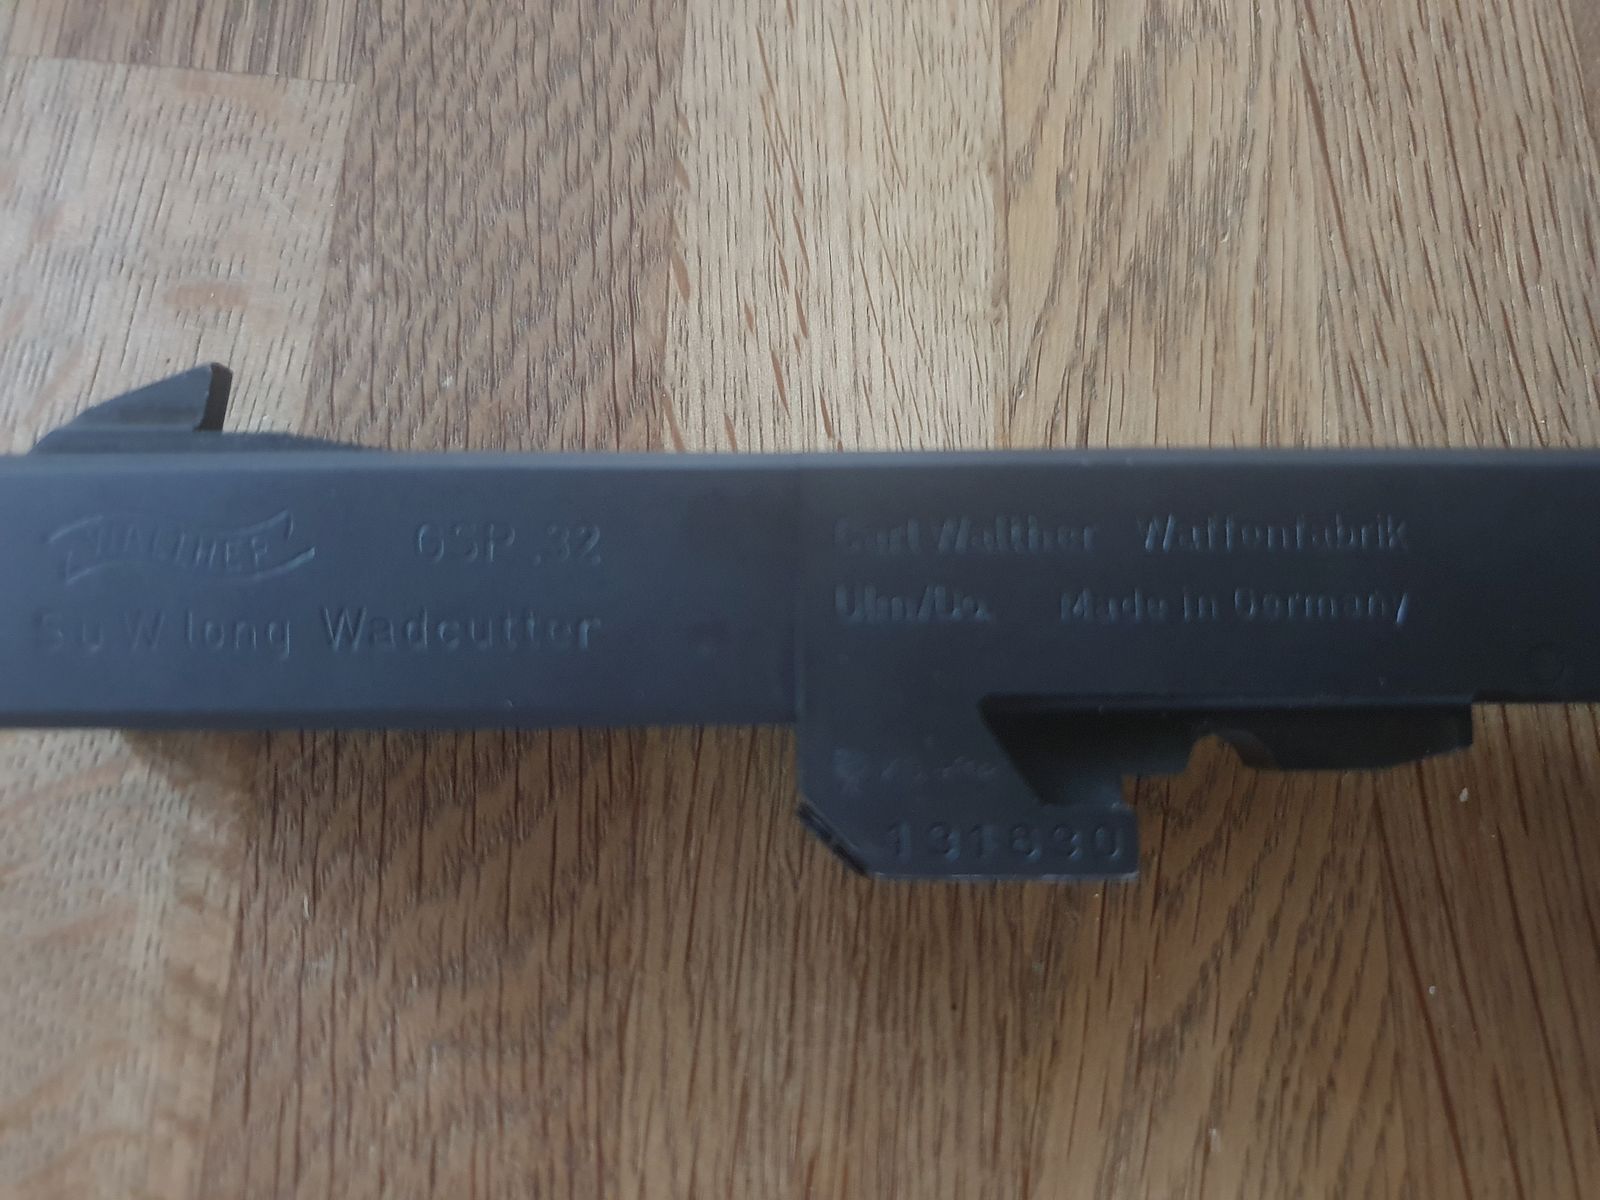 WALTHER GSP .32
S u W long Wadcutter
Carl Walther Waffenfabrik
Ulm/Do. Made in Germany
131830